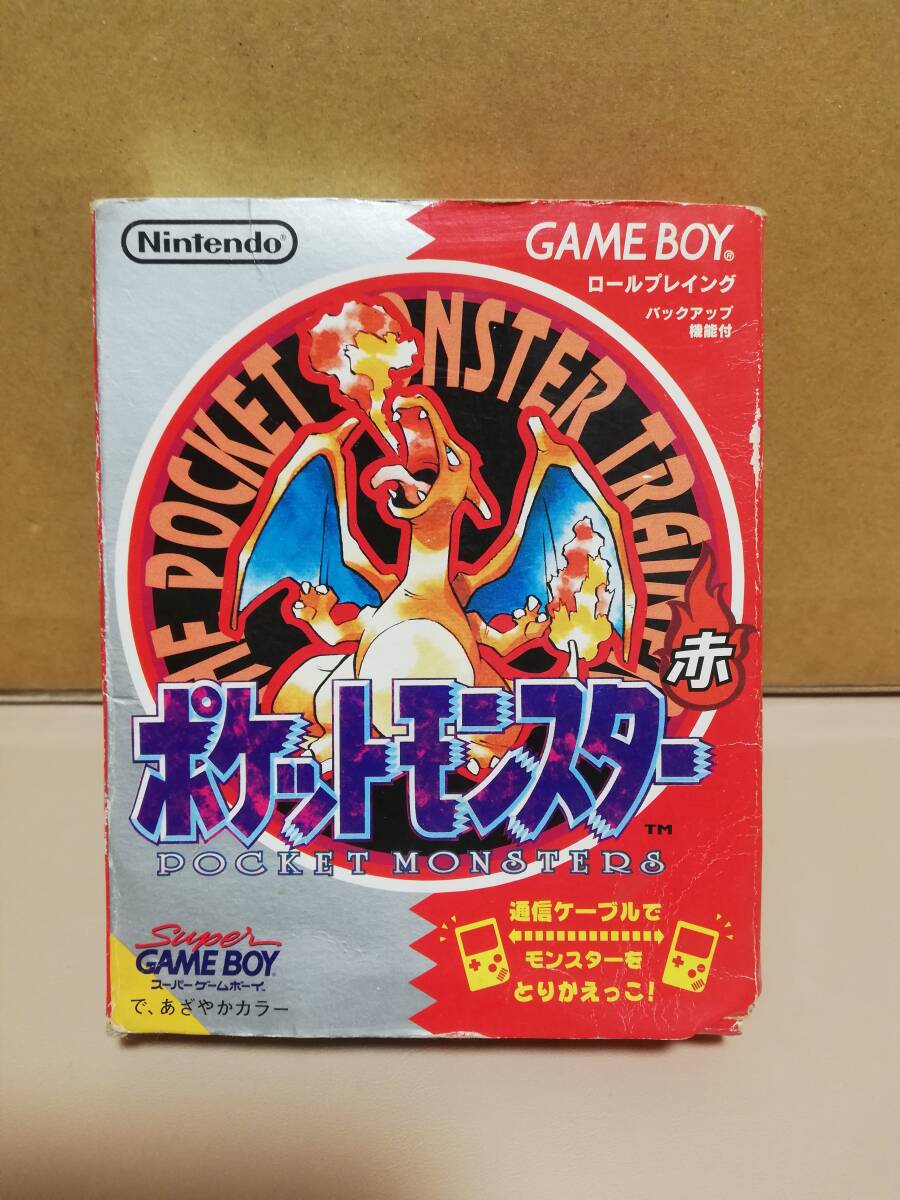 Nintendo®
GAME BOY®
ロールプレイング
バックアップ
機能付
POCKET MONSTER
赤
ポケットモンスター
TM
POCKET MONSTERS
通信ケーブルで
モンスターを
とりかえっこ!
Super
GAME BOY
スーパーゲームボーイ
で、あざやかカラー